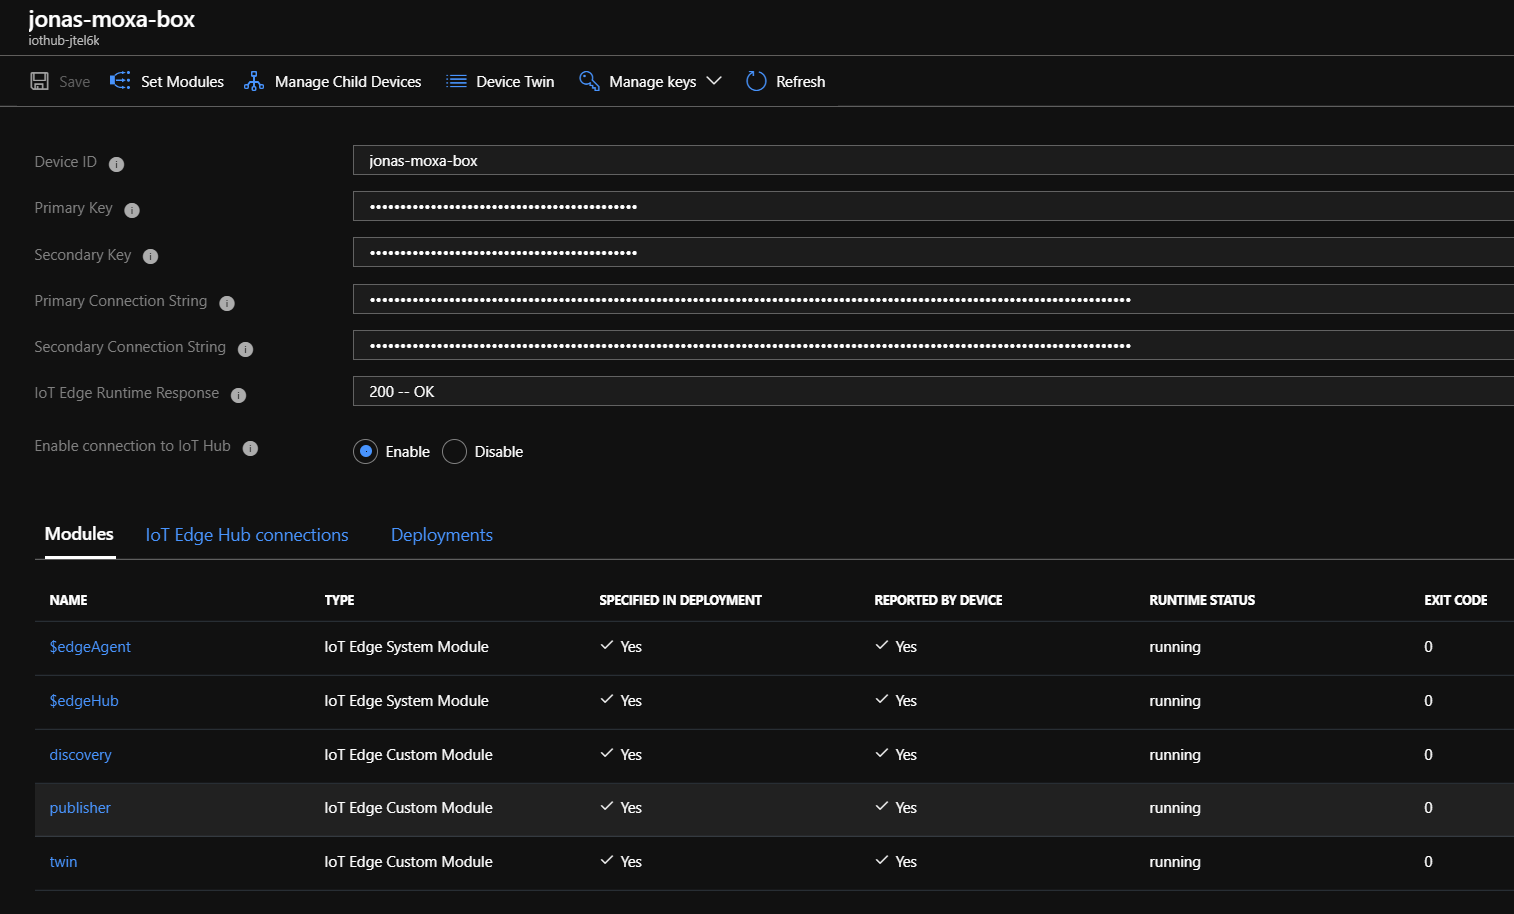 jonas-moxa-box
iothub-jtel6k
Save Set Modules Manage Child Devices Device Twin Manage keys Refresh
Device ID jonas-moxa-box
Primary Key ••••••••••••••••••••••••••••••••••••••••••••
Secondary Key ••••••••••••••••••••••••••••••••••••••••••••
Primary Connection String
Secondary Connection String
IoT Edge Runtime Response 200 -- OK
Enable connection to IoT Hub Enable Disable
Modules IoT Edge Hub connections Deployments
NAME TYPE SPECIFIED IN DEPLOYMENT REPORTED BY DEVICE RUNTIME STATUS EXIT CODE
$edgeAgent IoT Edge System Module Yes Yes running 0
$edgeHub IoT Edge System Module Yes Yes running 0
discovery IoT Edge Custom Module Yes Yes running 0
publisher IoT Edge Custom Module Yes Yes running 0
twin IoT Edge Custom Module Yes Yes running 0